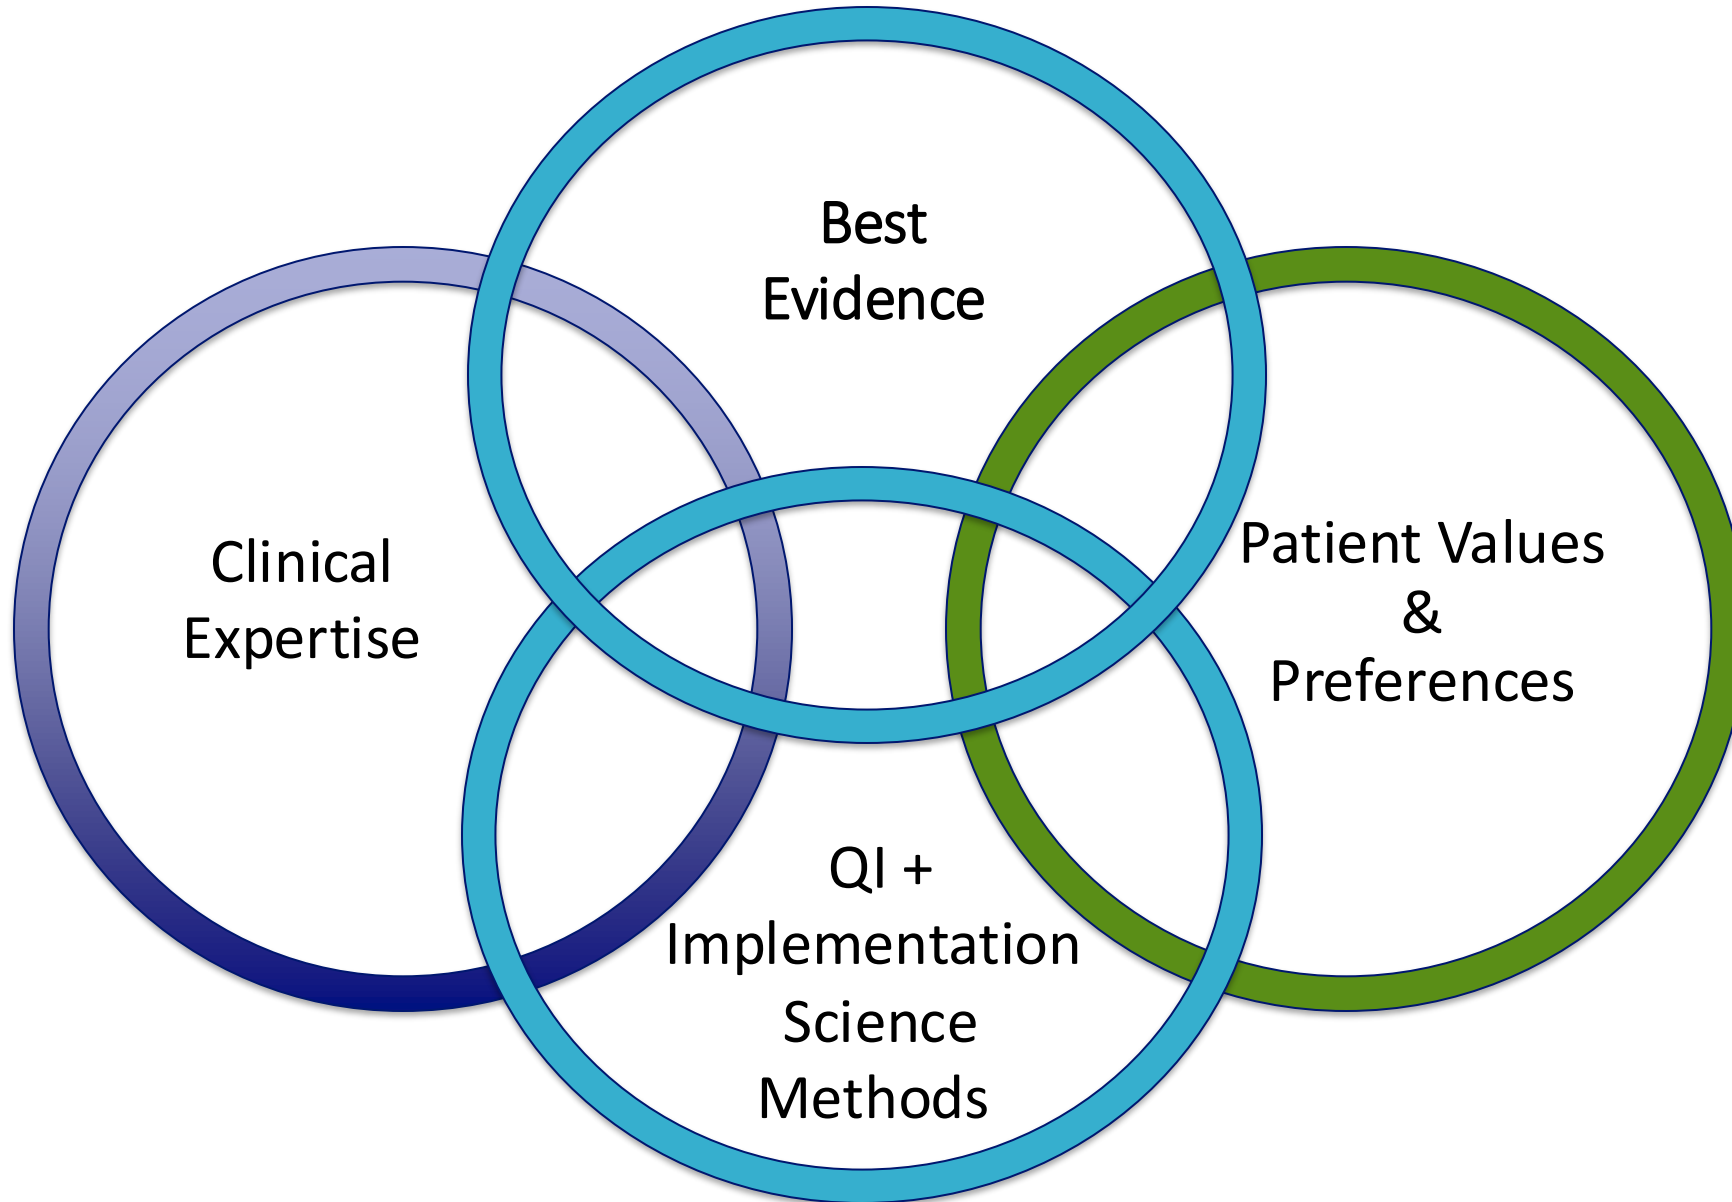 Best
Evidence
Clinical
Expertise
Patient Values
&
Preferences
QI +
Implementation
Science
Methods